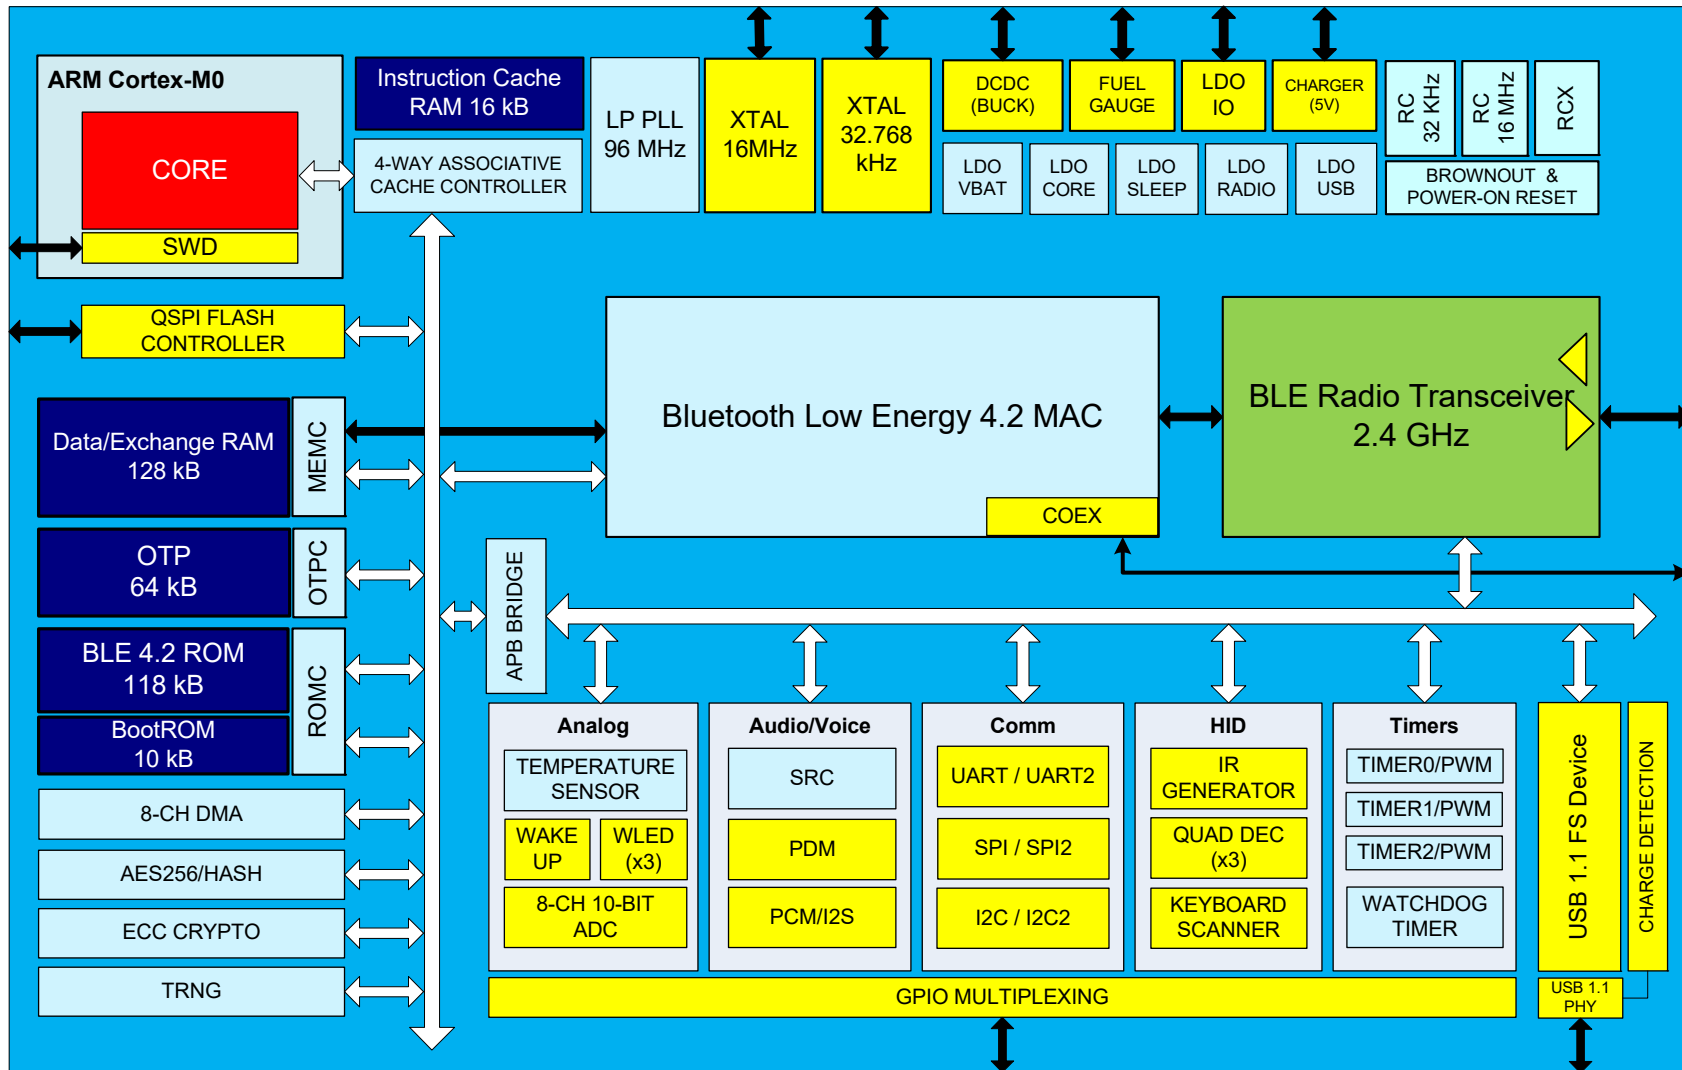 ARM Cortex-M0
CORE
SWD
Instruction Cache
RAM 16 kB
4-WAY ASSOCIATIVE
CACHE CONTROLLER
LP PLL
96 MHz
XTAL
16MHz
XTAL
32.768
kHz
DCDC
(BUCK)
FUEL
GAUGE
LDO
IO
CHARGER
(5V)
LDO
VBAT
LDO
CORE
LDO
SLEEP
LDO
RADIO
LDO
USB
RC
32 KHz
RC
16 MHz
RCX
BROWNOUT &
POWER-ON RESET
QSPI FLASH
CONTROLLER
Data/Exchange RAM
128 kB
MEMC
OTP
64 kB
OTPC
BLE 4.2 ROM
118 kB
BootROM
10 kB
ROMC
8-CH DMA
AES256/HASH
ECC CRYPTO
TRNG
Bluetooth Low Energy 4.2 MAC
COEX
BLE Radio Transceiver
2.4 GHz
APB BRIDGE
Analog
TEMPERATURE
SENSOR
WAKE
UP
WLED
(x3)
8-CH 10-BIT
ADC
Audio/Voice
SRC
PDM
PCM/I2S
Comm
UART / UART2
SPI / SPI2
I2C / I2C2
HID
IR
GENERATOR
QUAD DEC
(x3)
KEYBOARD
SCANNER
Timers
TIMER0/PWM
TIMER1/PWM
TIMER2/PWM
WATCHDOG
TIMER
USB 1.1 FS Device
CHARGE DETECTION
USB 1.1
PHY
GPIO MULTIPLEXING